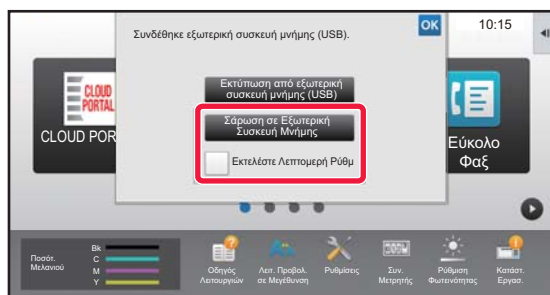 Συνδέθηκε εξωτερική συσκευή μνήμης (USB).
OK
10:15
Εκτύπωση από εξωτερική
συσκευή μνήμης (USB)
Σάρωση σε Εξωτερική
Συσκευή Μνήμης
Εκτελέστε Λεπτομερή Ρύθμ
CLOUD
PORTAL
CLOUD POR
Εύκολο
Φαξ
Ποσότ.
Μελανιού
Bk
C
M
Y
Οδηγός
Λειτουργιών
Λειτ. Προβολ.
σε Μεγέθυνση
Ρυθμίσεις
Συν.
Μετρητής
Ρύθμιση
Φωτεινότητας
Κατάστ.
Εργασ.